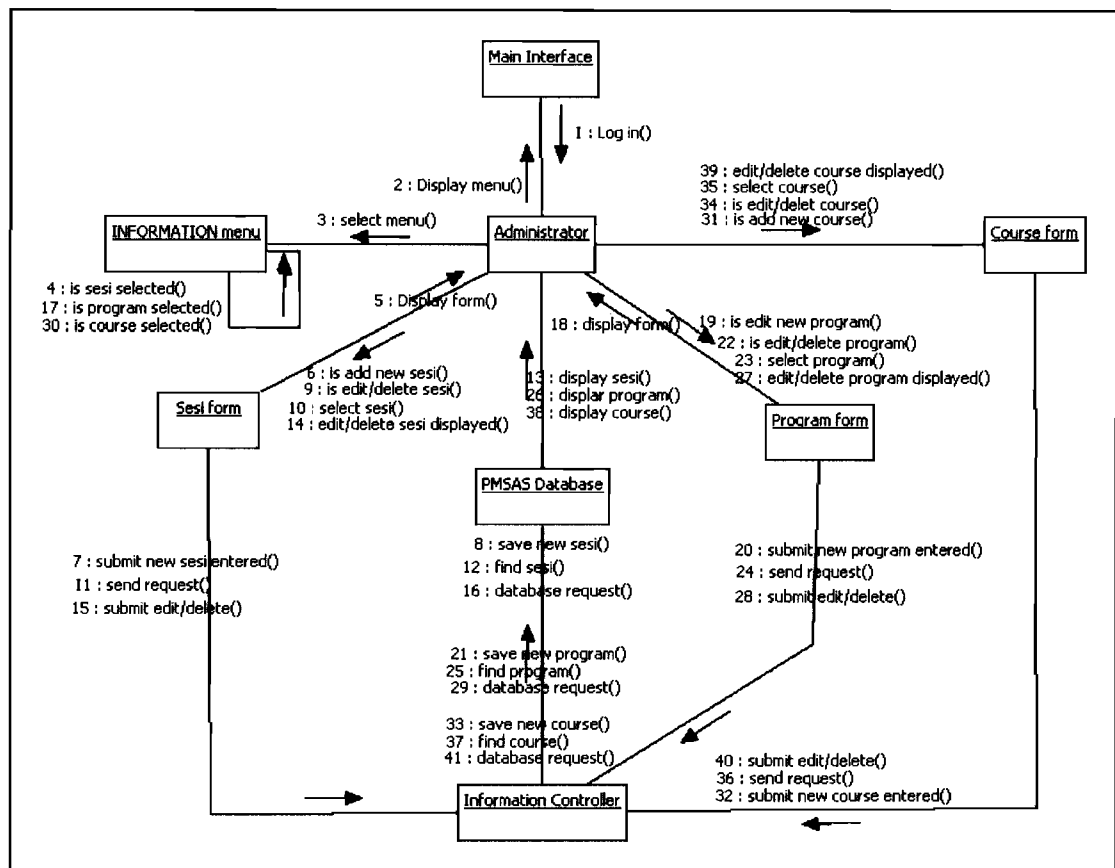 Main Interface
1 : Log in()
2 : Display menu()
39 : edit/delete course displayed()
35 : select course()
34 : is edit/delet course()
31 : is add new course()
3 : select menu()
INFORMATION menu
Administrator
Course form
4 : is sesi selected()
17 : is program selected()
30 : is course selected()
5 : Display form()
18 : display form()
19 : is edit new program()
22 : is edit/delete program()
23 : select program()
27 : edit/delete program displayed()
6 : is add new sesi()
9 : is edit/delete sesi()
10 : select sesi()
14 : edit/delete sesi displayed()
13 : display sesi()
26 : displar program()
38 : display course()
Sesi form
Program form
PMSAS Database
7 : submit new sesi entered()
11 : send request()
15 : submit edit/delete()
8 : save new sesi()
12 : find sesi()
16 : database request()
20 : submit new program entered()
24 : send request()
28 : submit edit/delete()
21 : save new program()
25 : find program()
29 : database request()
33 : save new course()
37 : find course()
41 : database request()
40 : submit edit/delete()
36 : send request()
32 : submit new course entered()
Information Controller